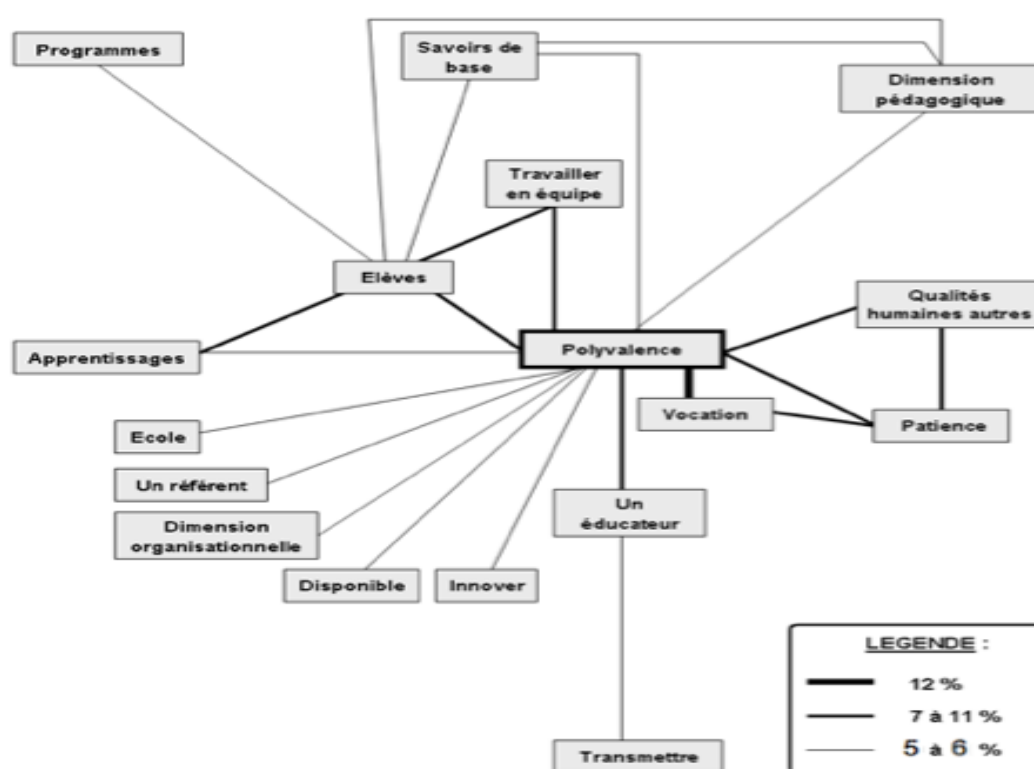 Programmes
Savoirs de
base
Dimension
pédagogique
Travailler
en équipe
Elèves
Qualités
humaines autres
Apprentissages
Polyvalence
Vocation
Patience
Ecole
Un référent
Un
éducateur
Dimension
organisationnelle
Disponible
Innover
LEGENDE :
12 %
7 à 11 %
5 à 6 %
Transmettre